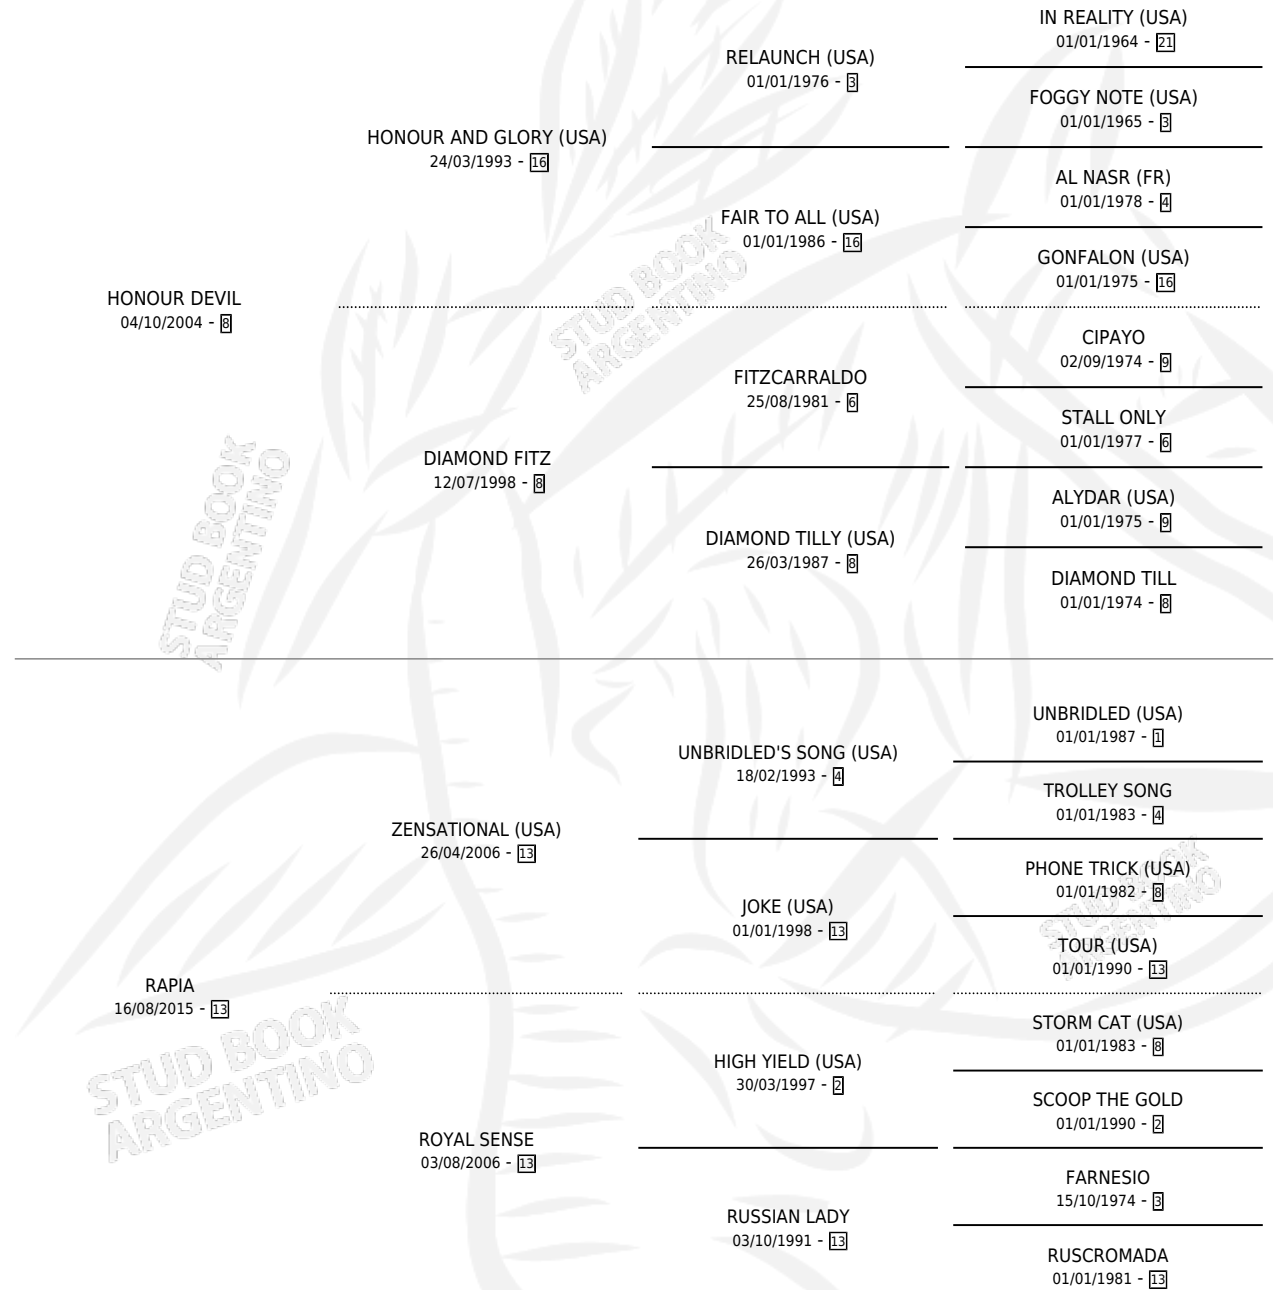 IN REALITY (USA)
01/01/1964 - 21
RELAUNCH (USA)
01/01/1976 - 3
FOGGY NOTE (USA)
01/01/1965 - 3
HONOUR AND GLORY (USA)
24/03/1993 - 16
AL NASR (FR)
01/01/1978 - 4
FAIR TO ALL (USA)
01/01/1986 - 16
GONFALON (USA)
01/01/1975 - 16
HONOUR DEVIL
04/10/2004 - 8
STUD BOOK
ARGENTINO
CIPAYO
02/09/1974 - 9
FITZCARRALDO
25/08/1981 - 6
STALL ONLY
01/01/1977 - 6
DIAMOND FITZ
12/07/1998 - 8
ALYDAR (USA)
01/01/1975 - 9
DIAMOND TILLY (USA)
26/03/1987 - 8
DIAMOND TILL
01/01/1974 - 8
STUD BOOK
ARGENTINO
UNBRIDLED (USA)
01/01/1987 - 1
UNBRIDLED'S SONG (USA)
18/02/1993 - 4
TROLLEY SONG
01/01/1983 - 4
ZENSATIONAL (USA)
26/04/2006 - 13
PHONE TRICK (USA)
01/01/1982 - 8
STUD BOOK
ARGENTINO
JOKE (USA)
01/01/1998 - 13
TOUR (USA)
01/01/1990 - 13
RAPIA
16/08/2015 - 13
STUD BOOK
ARGENTINO
STORM CAT (USA)
01/01/1983 - 8
HIGH YIELD (USA)
30/03/1997 - 2
SCOOP THE GOLD
01/01/1990 - 2
ROYAL SENSE
03/08/2006 - 13
FARNESIO
15/10/1974 - 3
RUSSIAN LADY
03/10/1991 - 13
RUSCROMADA
01/01/1981 - 13